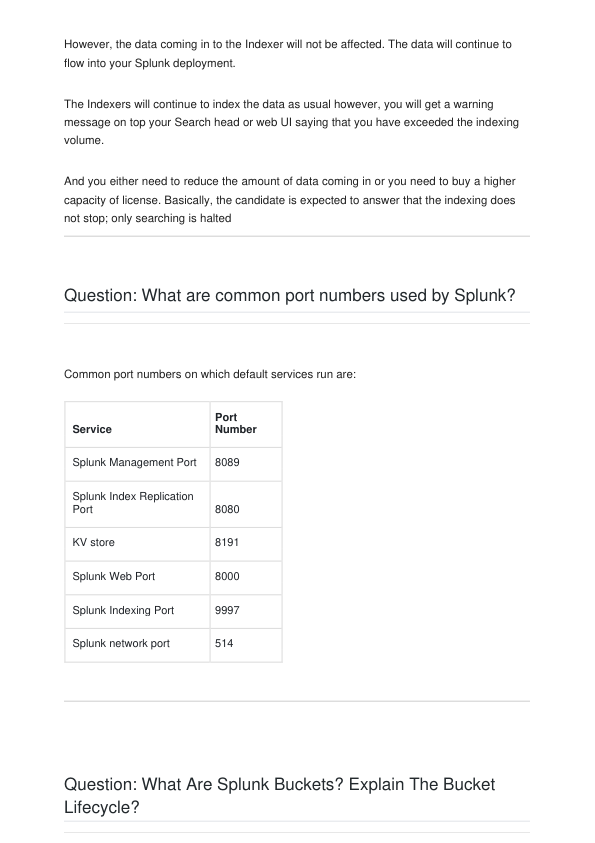 However, the data coming in to the Indexer will not be affected. The data will continue to
flow into your Splunk deployment.
The Indexers will continue to index the data as usual however, you will get a warning
message on top your Search head or web UI saying that you have exceeded the indexing
volume.
And you either need to reduce the amount of data coming in or you need to buy a higher
capacity of license. Basically, the candidate is expected to answer that the indexing does
not stop; only searching is halted
Question: What are common port numbers used by Splunk?
Common port numbers on which default services run are:
Service Port Number
Splunk Management Port 8089
Splunk Index Replication Port 8080
KV store 8191
Splunk Web Port 8000
Splunk Indexing Port 9997
Splunk network port 514
Question: What Are Splunk Buckets? Explain The Bucket
Lifecycle?